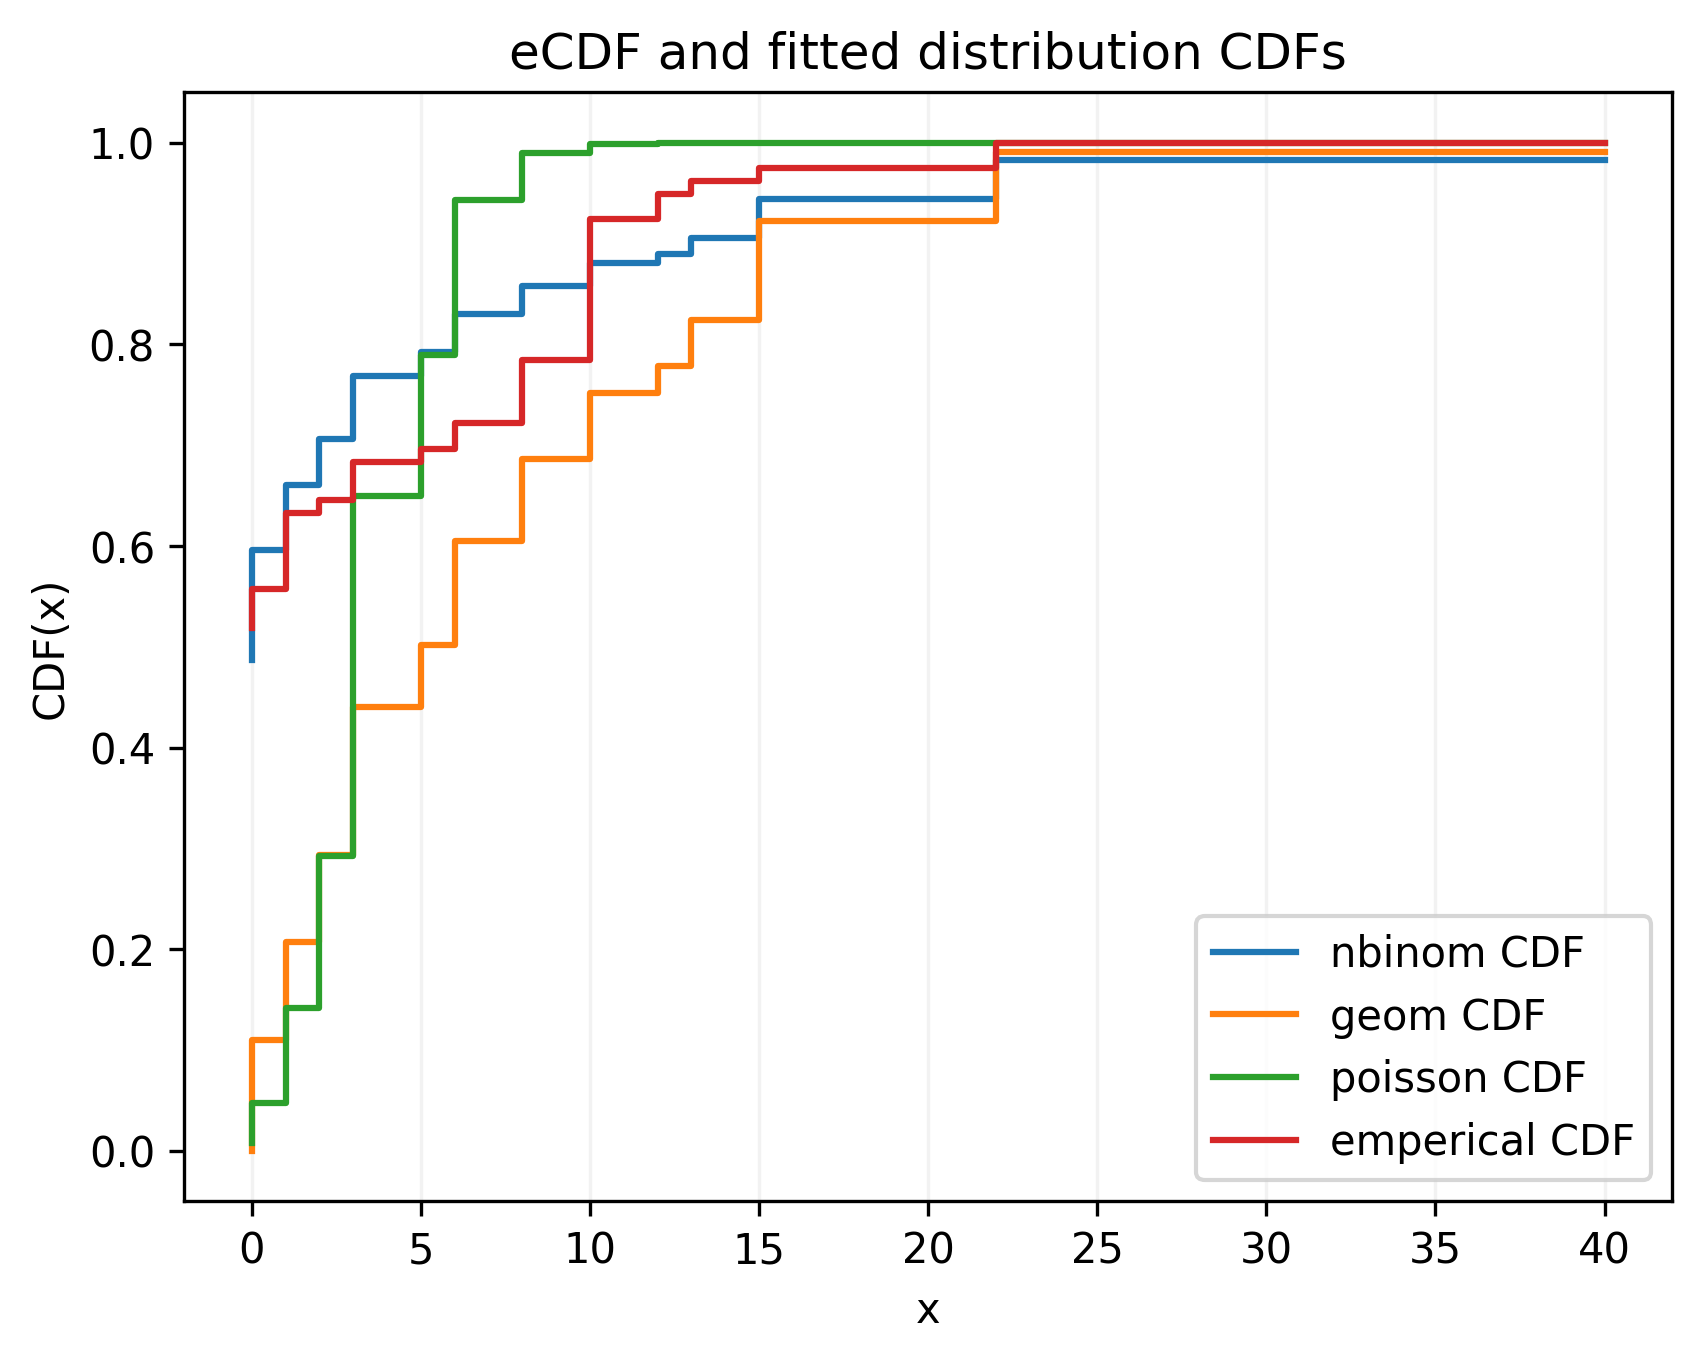 eCDF and fitted distribution CDFs
CDF(x)
1.0
0.8
0.6
0.4
0.2
0.0
0 5 10 15 20 25 30 35 40
x
nbinom CDF
geom CDF
poisson CDF
emperical CDF